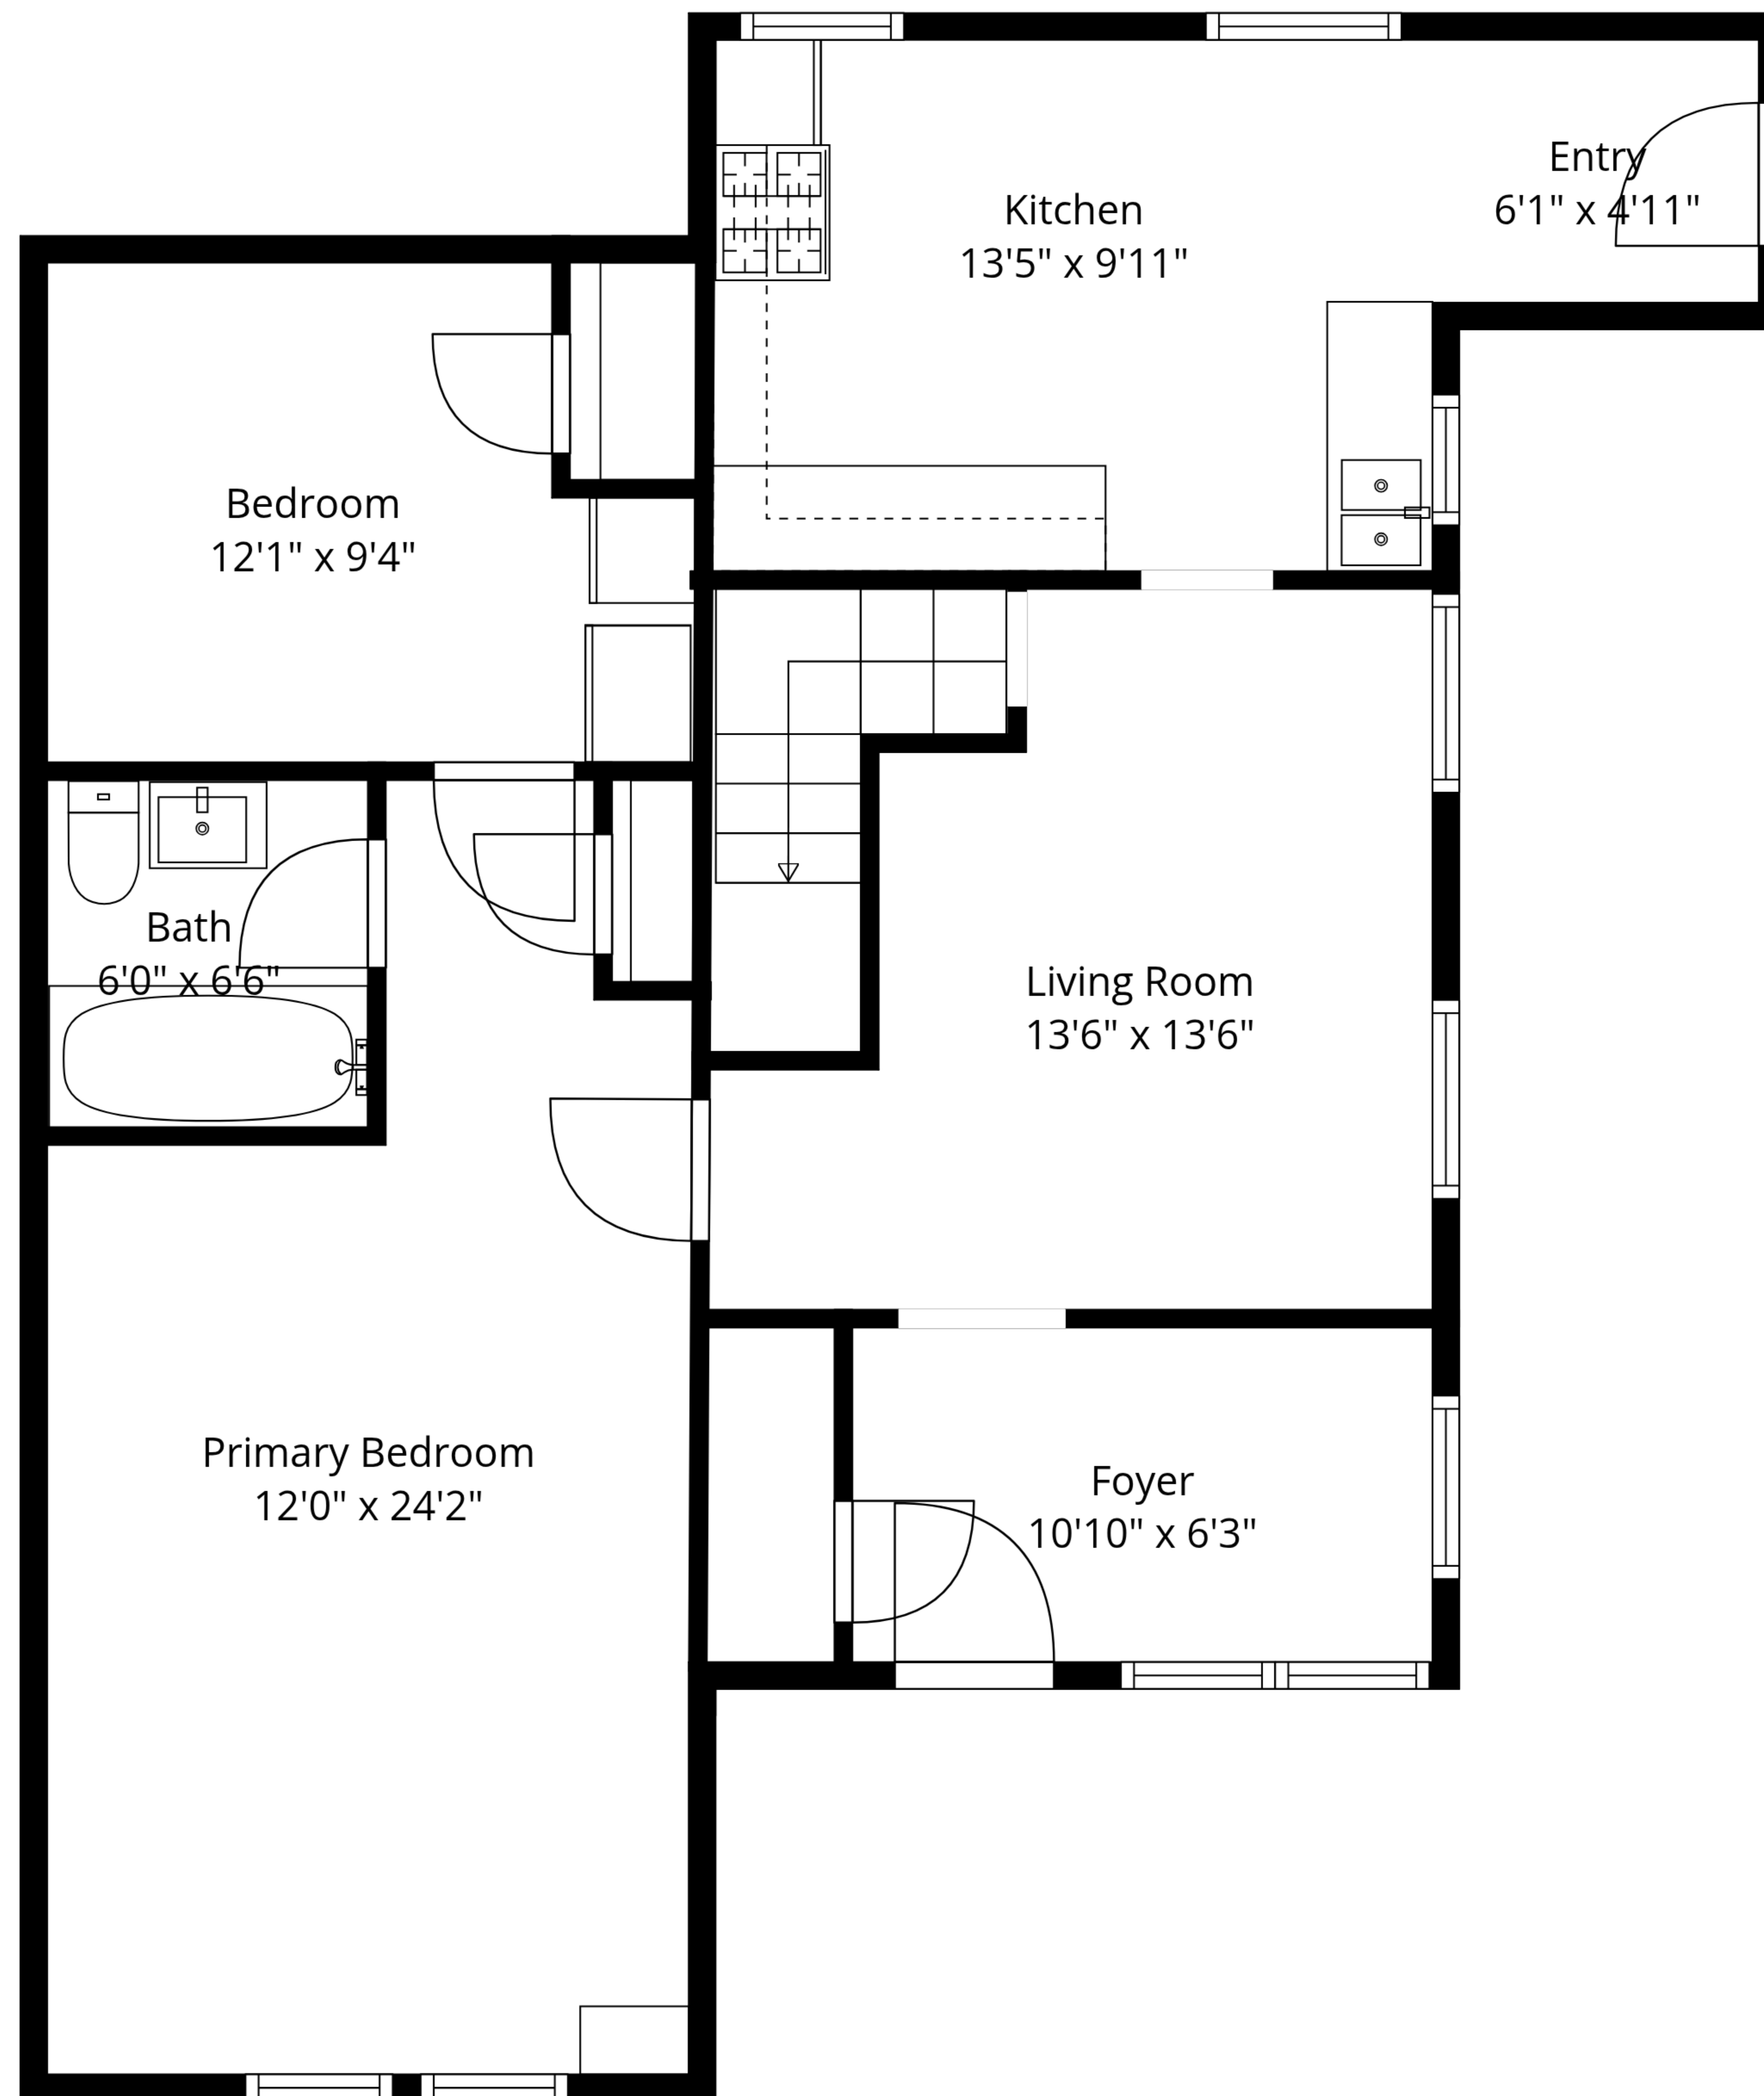 Entry
6'1" x 4'11"
Kitchen
13'5" x 9'11"
Bedroom
12'1" x 9'4"
Bath
6'0" x 6'6"
Living Room
13'6" x 13'6"
Primary Bedroom
12'0" x 24'2"
Foyer
10'10" x 6'3"